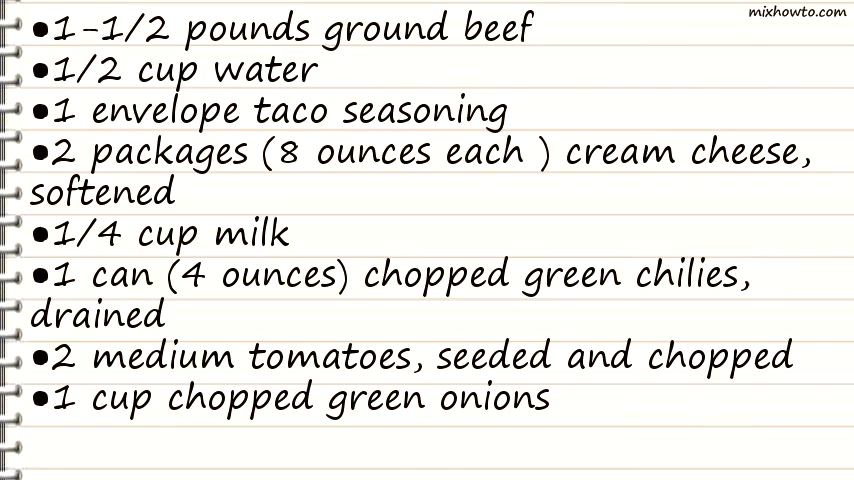 mixhowto.com
•1-1/2 pounds ground beef
•1/2 cup water
•1 envelope taco seasoning
•2 packages (8 ounces each ) cream cheese,
softened
•1/4 cup milk
•1 can (4 ounces) chopped green chilies,
drained
•2 medium tomatoes, seeded and chopped
•1 cup chopped green onions